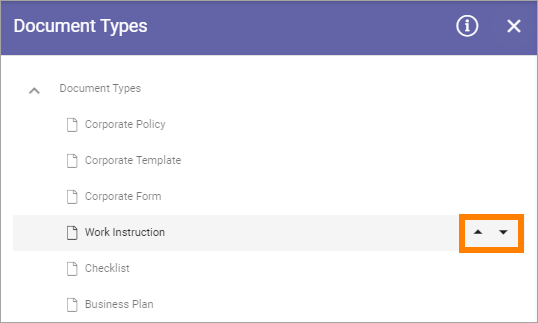 Document Types
Document Types
Corporate Policy
Corporate Template
Corporate Form
Work Instruction
Checklist
Business Plan